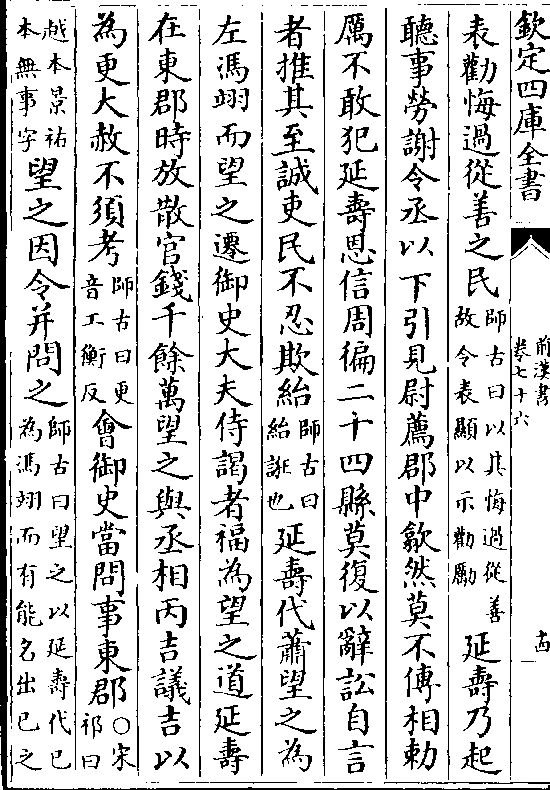 欽定四庫全書
前漢書
卷七十六
十四
表勸悔過從善之民師古曰以其悔過從善故令表顯以示勸勵延壽乃起
聽事勞謝令丞以下引見尉薦郡中歙然莫不傳相勅
厲不敢犯延壽恩信周徧二十四縣莫復以辭訟自言
者推其至誠吏民不忍欺紿師古曰紿誑也延壽代蕭望之為
左馮翊而望之遷御史大夫侍謁者福為望之道延壽
在東郡時放散官錢千餘萬望之與丞相丙吉議吉以
為更大赦不須考師古曰更音工衡反會御史當問事東郡○宋祁曰
越本景祐本無事字望之因令并問之師古曰望之以延壽代已為馮翊而有能名出已之